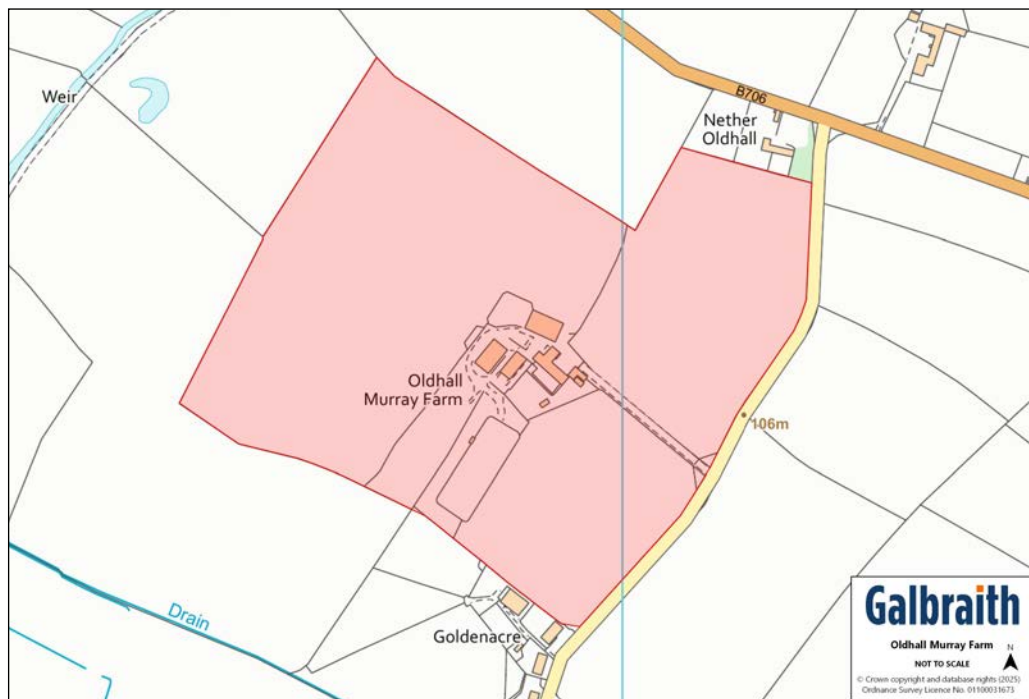 Weir
B706
Nether
Oldhall
Oldhall
Murray Farm
106m
Drain
Goldenacre
Galbraith
Oldhall Murray Farm
N
NOT TO SCALE
© Crown copyright and database rights (2025)
Ordnance Survey Licence No. 01100031673